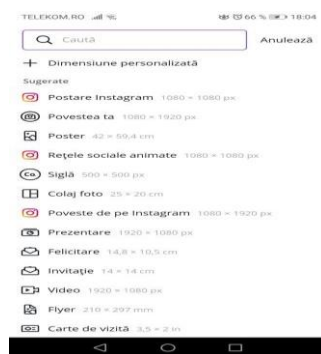 TELEKOM.RO 66 % 18:04
Caută Anulează
+ Dimensiune personalizată
Sugerate
Postare Instagram 1080 × 1080 px
Povestea ta 1080 × 1920 px
Poster 42 × 59,4 cm
Rețele sociale animate 1080 × 1080 px
Co Siglă 500 × 500 px
Colaj foto 25 × 20 cm
Poveste de pe Instagram 1080 × 1920 px
Prezentare 1920 × 1080 px
Felicitare 14,8 × 10,5 cm
Invitație 14 × 14 cm
Video 1920 × 1080 px
Flyer 210 × 297 mm
Carte de vizită 3,5 × 2 in